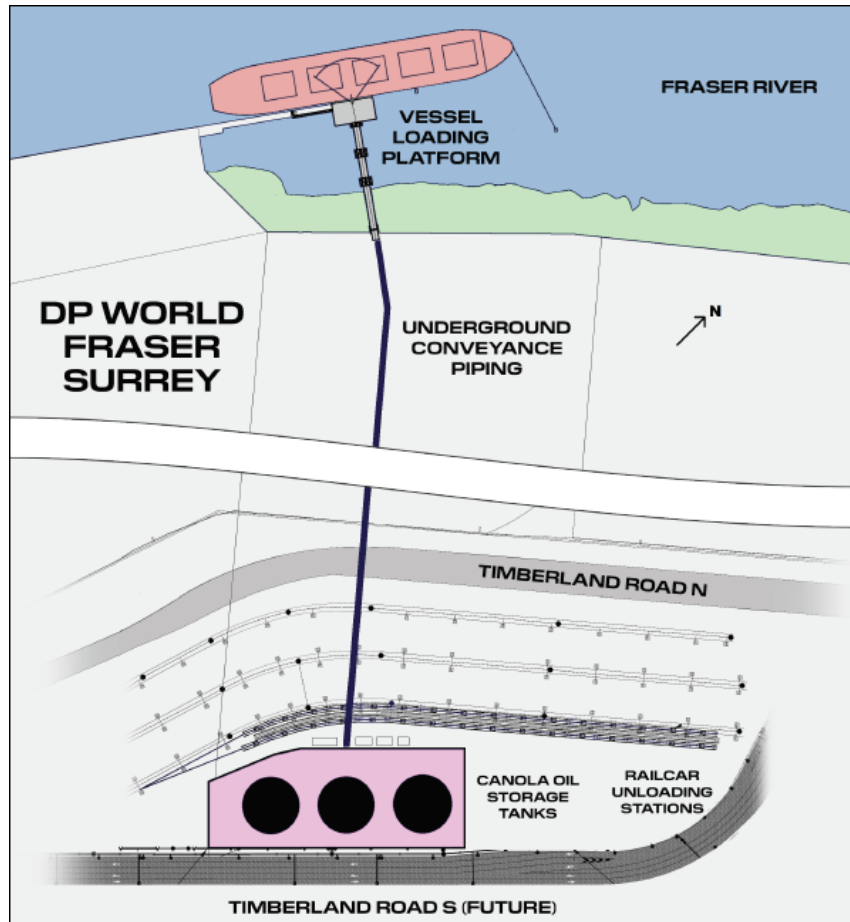 FRASER RIVER
VESSEL
LOADING
PLATFORM
DP WORLD
FRASER
SURREY
UNDERGROUND
CONVEYANCE
PIPING
N
TIMBERLAND ROAD N
CANOLA OIL
STORAGE
TANKS
RAILCAR
UNLOADING
STATIONS
TIMBERLAND ROAD S (FUTURE)